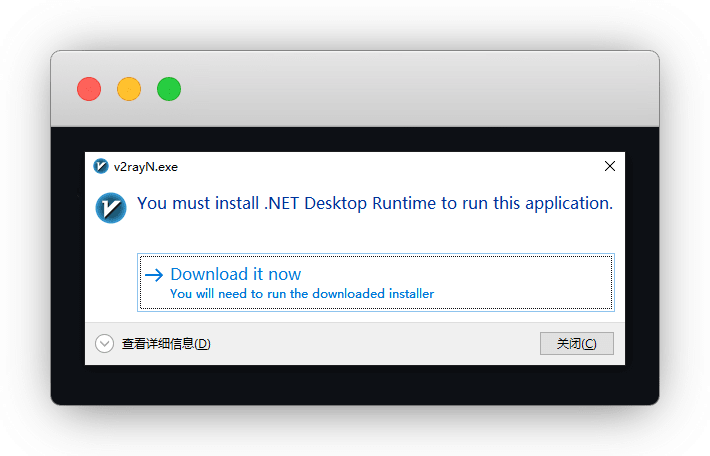 v2rayN.exe
You must install .NET Desktop Runtime to run this application.
Download it now
You will need to run the downloaded installer
查看详细信息(D)
关闭(C)